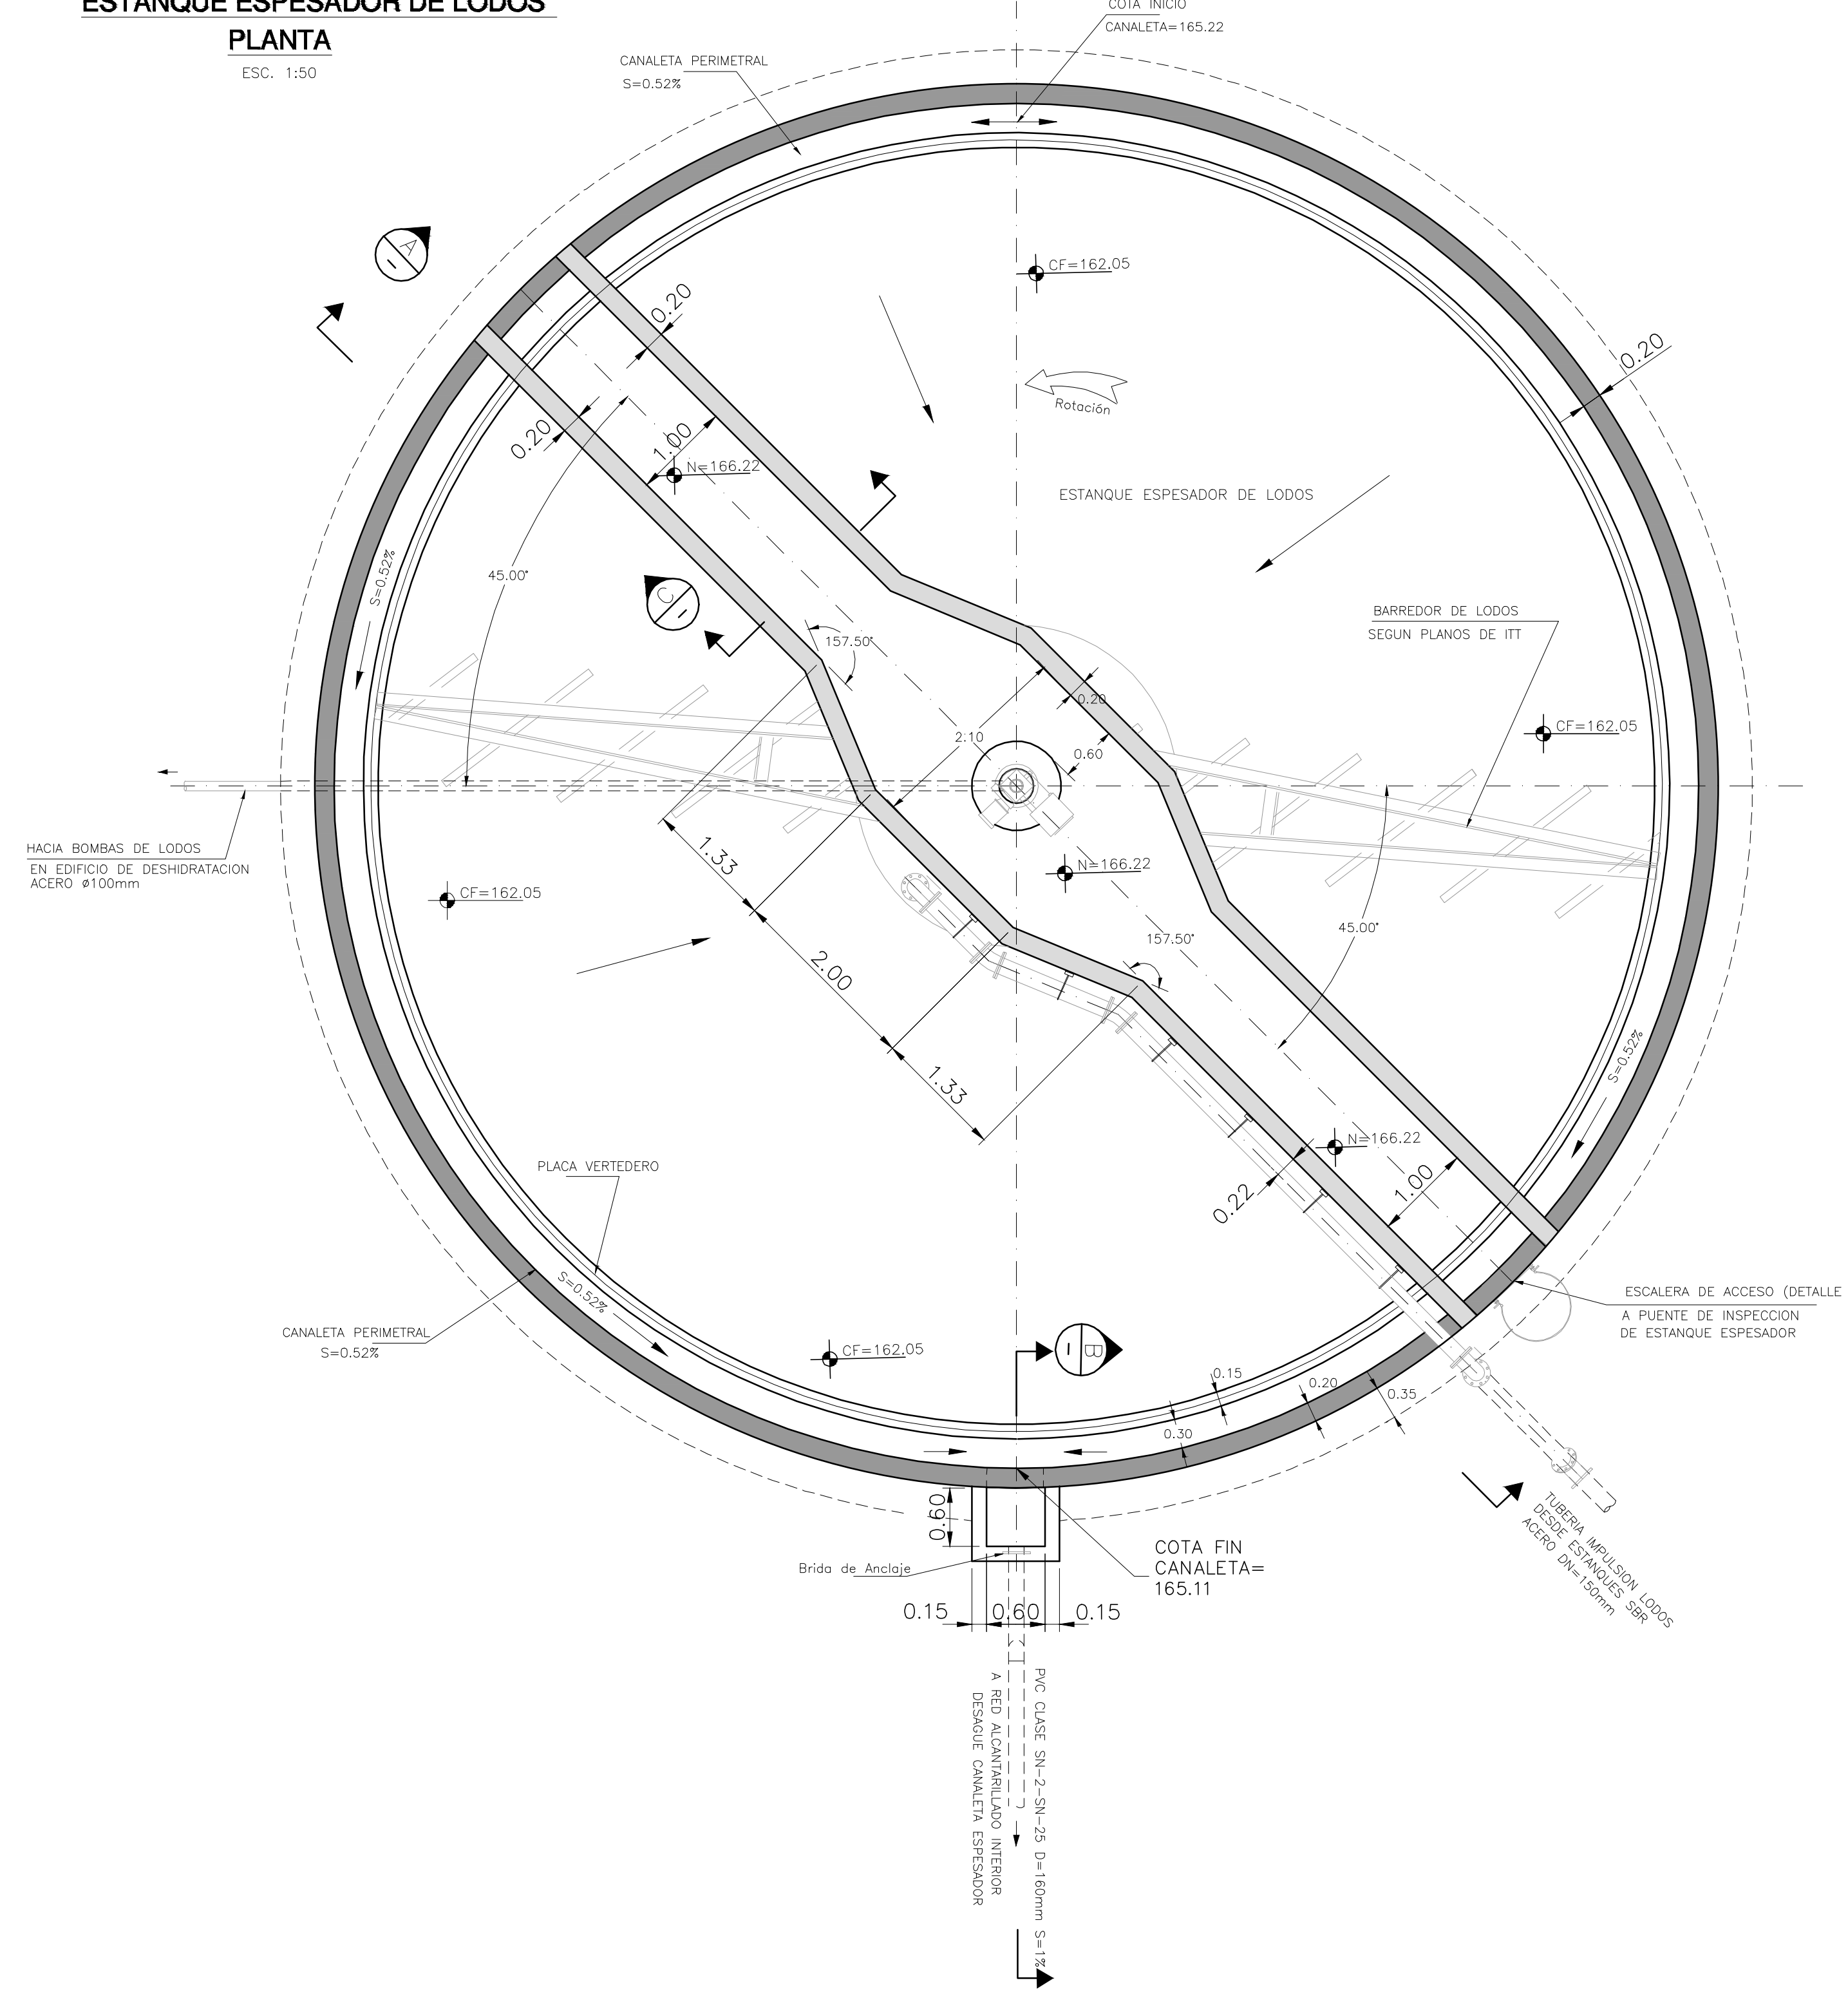 ESTANQUE ESPESADOR DE LODOS
PLANTA
ESC. 1:50
COTA INICIO
CANALETA=165.22
CANALETA PERIMETRAL
S=0.52%
A
-
CF=162.05
0.20
0.20
Rotación
0.20
1.00
N=166.22
ESTANQUE ESPESADOR DE LODOS
S=0.52%
45.00°
C
-
157.50°
BARREDOR DE LODOS
SEGUN PLANOS DE ITT
0.20
2.10
0.60
CF=162.05
HACIA BOMBAS DE LODOS
EN EDIFICIO DE DESHIDRATACION
ACERO ø100mm
1.33
N=166.22
CF=162.05
45.00°
157.50°
2.00
1.33
S=0.52%
N=166.22
1.00
0.22
PLACA VERTEDERO
S=0.52%
CANALETA PERIMETRAL
S=0.52%
ESCALERA DE ACCESO (DETALLE
A PUENTE DE INSPECCION
DE ESTANQUE ESPESADOR
CF=162.05
B
-
0.15
0.20
0.35
0.30
0.60
COTA FIN
CANALETA=
165.11
Brida de Anclaje
0.15
0.60
0.15
TUBERIA IMPULSION LODOS
DESDE ESTANQUES SBR
ACERO DN=150mm
PVC CLASE SN-2-SN-25 D=160mm S=1%
A RED ALCANTARILLADO INTERIOR
DESAGUE CANALETA ESPESADOR